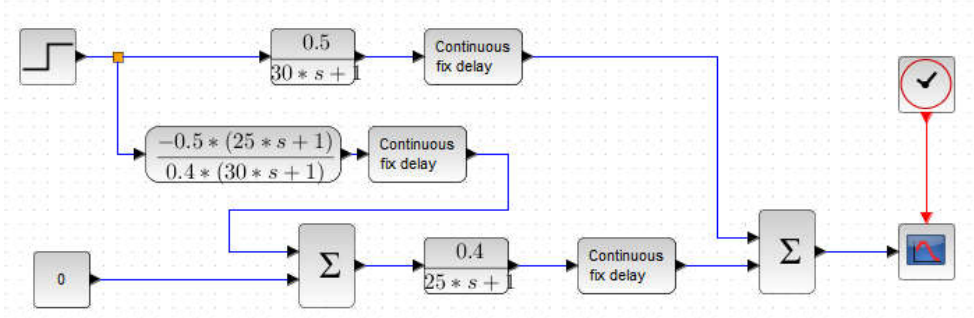 0.5
30 * s + 1
Continuous
fix delay
−0.5 * (25 * s + 1)
0.4 * (30 * s + 1)
Continuous
fix delay
0
Σ
0.4
25 * s + 1
Continuous
fix delay
Σ